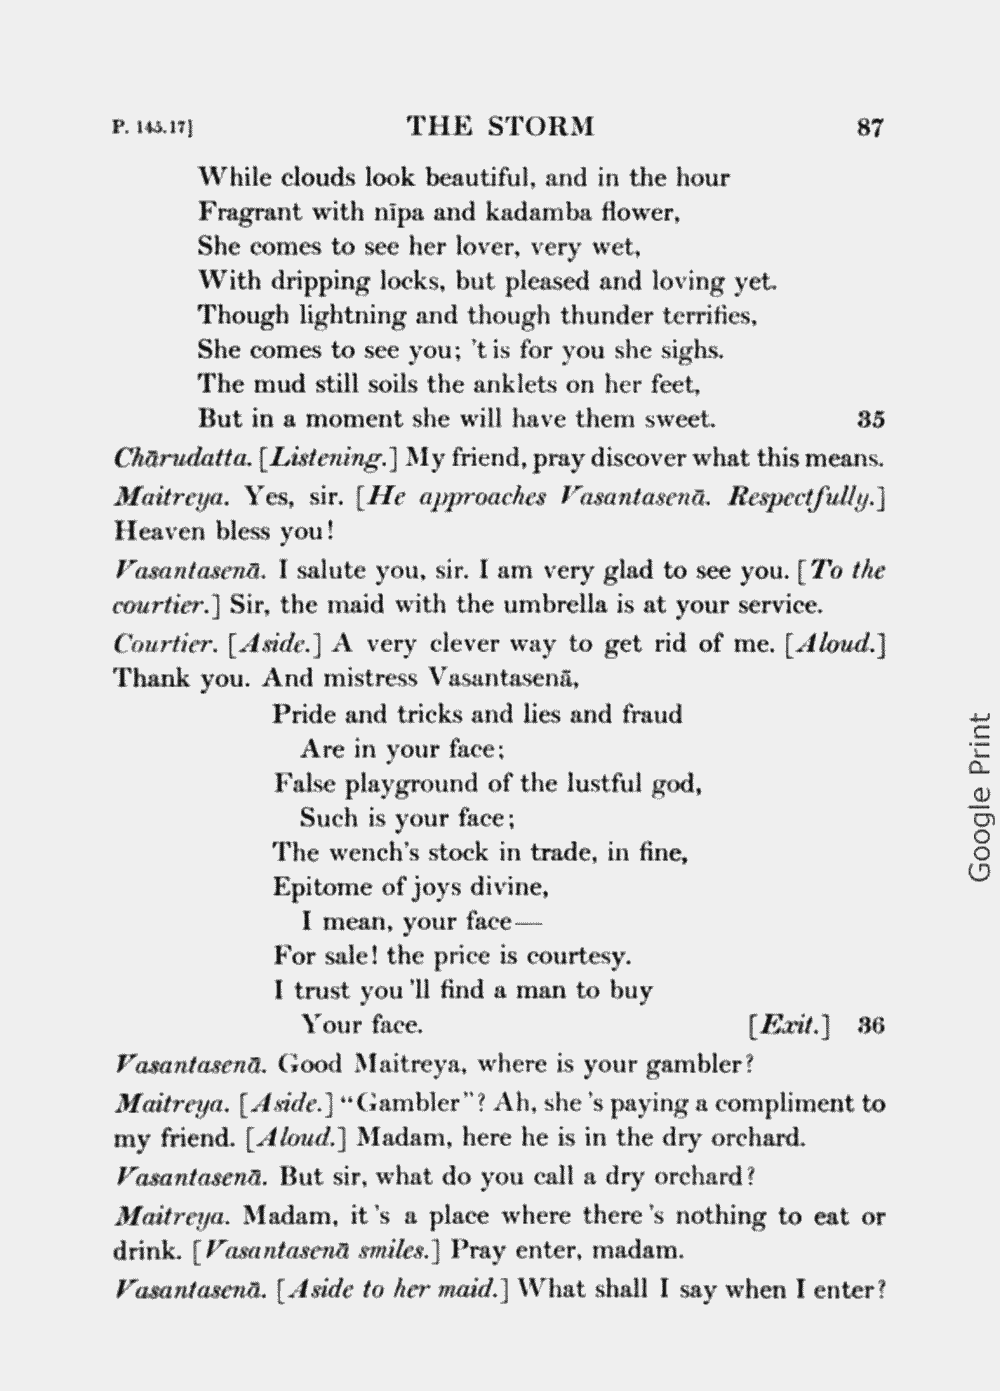 P. 145.17] THE STORM 87
While clouds look beautiful, and in the hour
Fragrant with nīpa and kadamba flower,
She comes to see her lover, very wet,
With dripping locks, but pleased and loving yet.
Though lightning and though thunder terrifies,
She comes to see you; 't is for you she sighs.
The mud still soils the anklets on her feet,
But in a moment she will have them sweet. 35
Chārudatta. [Listening.] My friend, pray discover what this means.
Maitreya. Yes, sir. [He approaches Vasantasenā. Respectfully.]
Heaven bless you!
Vasantasenā. I salute you, sir. I am very glad to see you. [To the
courtier.] Sir, the maid with the umbrella is at your service.
Courtier. [Aside.] A very clever way to get rid of me. [Aloud.]
Thank you. And mistress Vasantasenā,
Pride and tricks and lies and fraud
Are in your face;
False playground of the lustful god,
Such is your face;
The wench's stock in trade, in fine,
Epitome of joys divine,
I mean, your face—
For sale! the price is courtesy.
I trust you 'll find a man to buy
Your face. [Exit.] 36
Vasantasenā. Good Maitreya, where is your gambler?
Maitreya. [Aside.] "Gambler"? Ah, she 's paying a compliment to
my friend. [Aloud.] Madam, here he is in the dry orchard.
Vasantasenā. But sir, what do you call a dry orchard?
Maitreya. Madam, it 's a place where there 's nothing to eat or
drink. [Vasantasenā smiles.] Pray enter, madam.
Vasantasenā. [Aside to her maid.] What shall I say when I enter?
Google Print